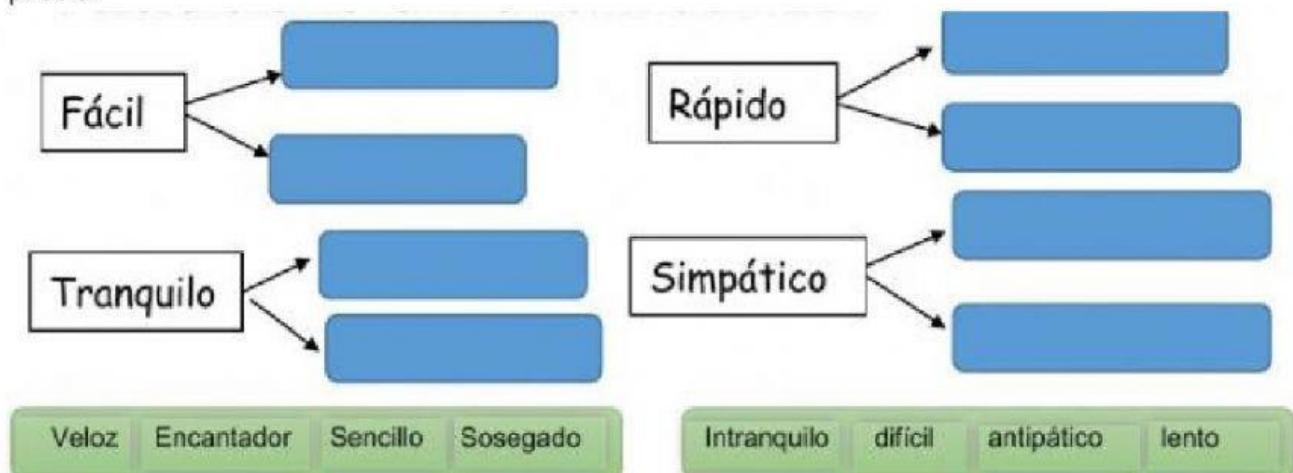 Fácil
Rápido
Tranquilo
Simpático
Veloz Encantador Sencillo Sosegado
Intranquilo difícil antipático lento